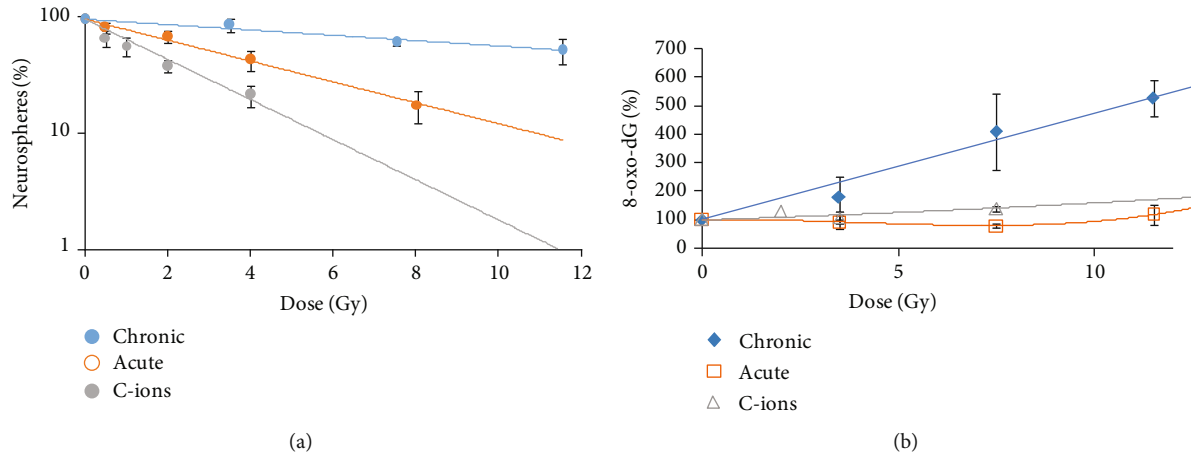 Neurospheres (%)
100
10
1
0
2
4
6
8
10
12
Dose (Gy)
Chronic
Acute
C-ions
(a)
8-oxo-dG (%)
700
600
500
400
300
200
100
0
0
5
10
Dose (Gy)
Chronic
Acute
C-ions
(b)